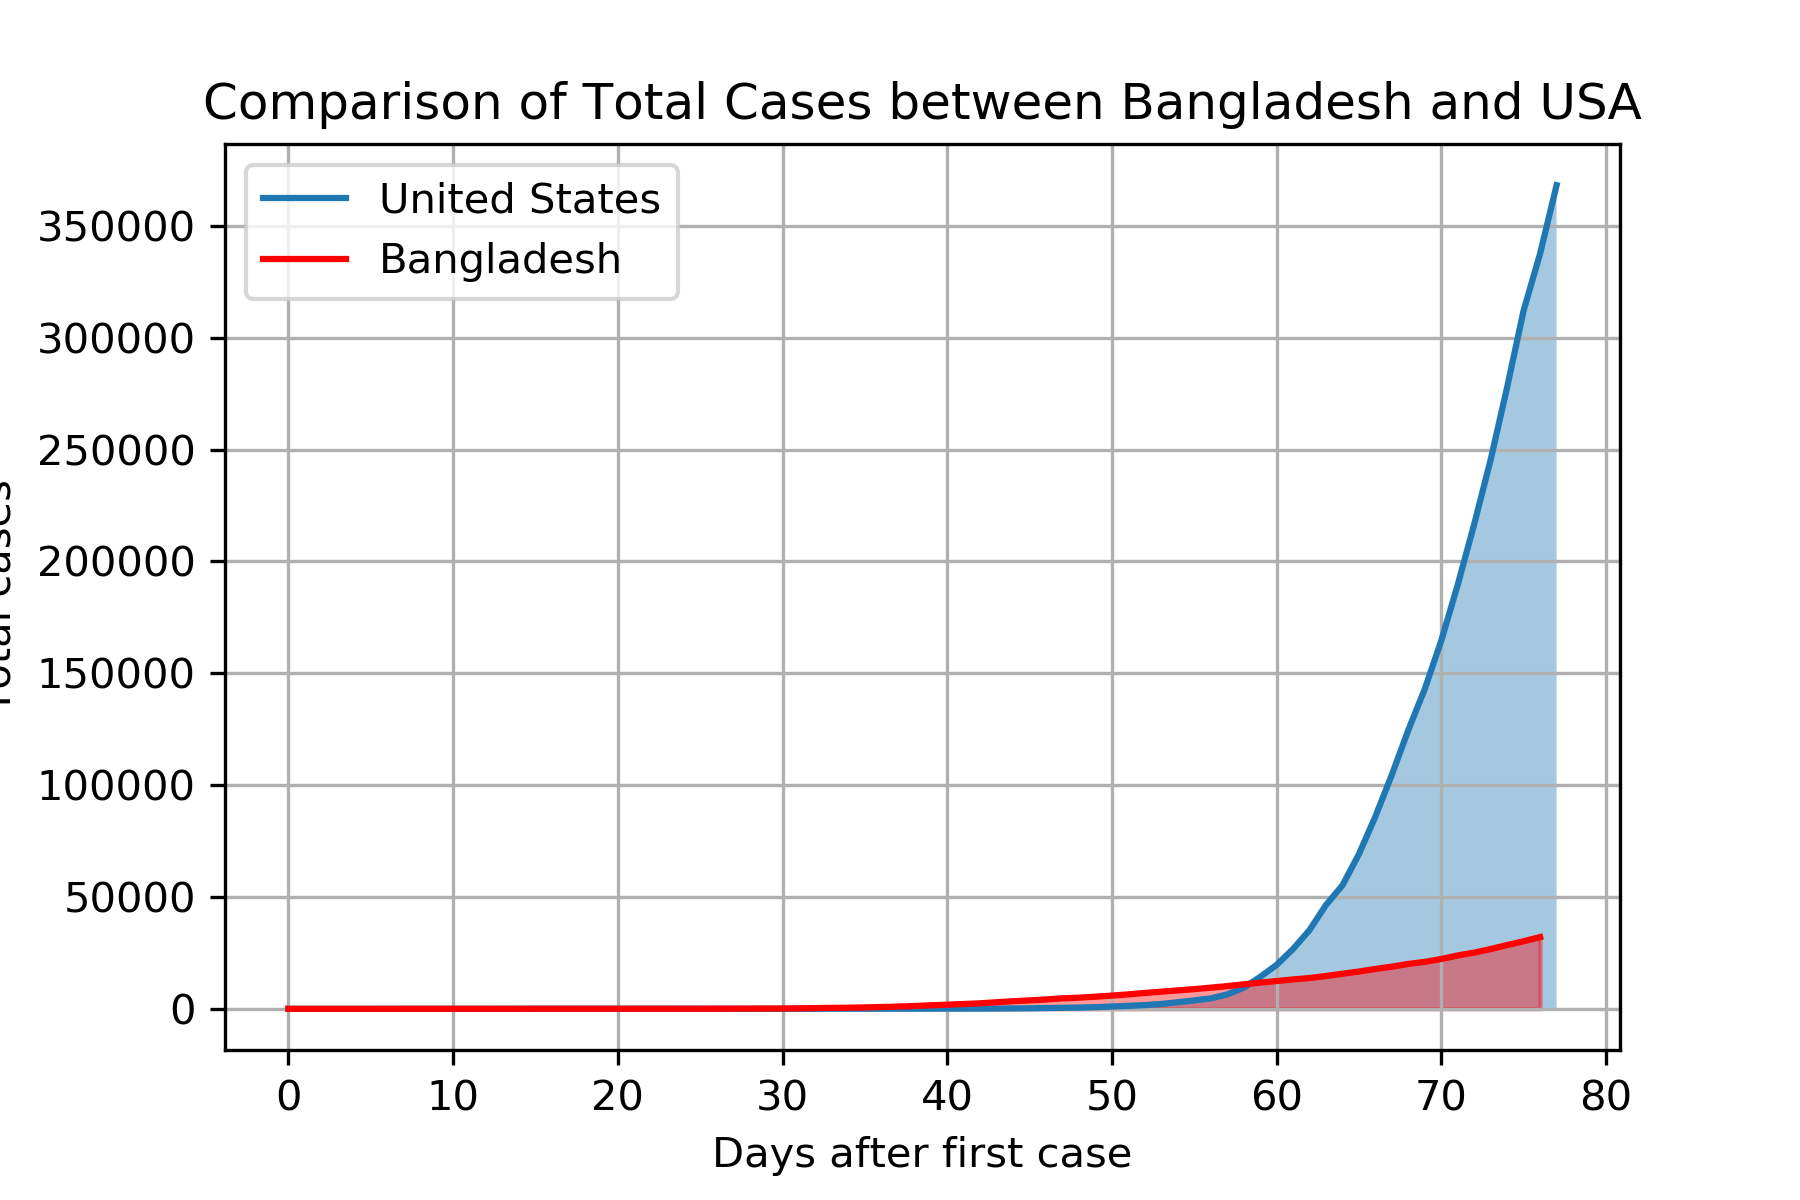 Comparison of Total Cases between Bangladesh and USA
United States
Bangladesh
350000
300000
250000
200000
150000
100000
50000
0
0 10 20 30 40 50 60 70 80
Days after first case